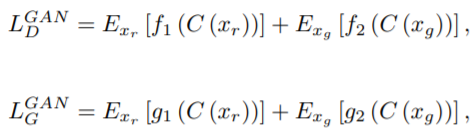 L_D^{GAN} = E_{x_r} [f_1 (C (x_r))] + E_{x_g} [f_2 (C (x_g))] ,
L_G^{GAN} = E_{x_r} [g_1 (C (x_r))] + E_{x_g} [g_2 (C (x_g))] ,